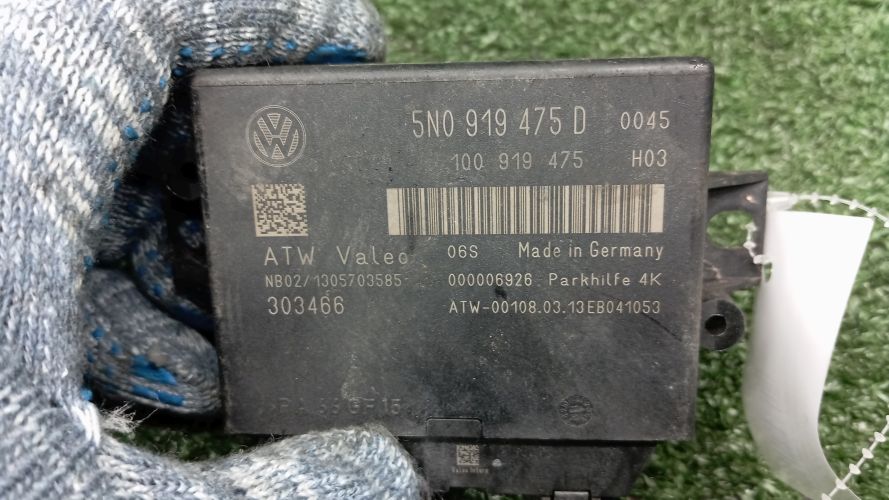 5N0 919 475 D 0045
1Q0 919 475 H03
ATW Valeo 06S Made in Germany
NB02/1305703585 000006926 Parkhilfe 4K
303466 ATW-00108.03.13EB041053